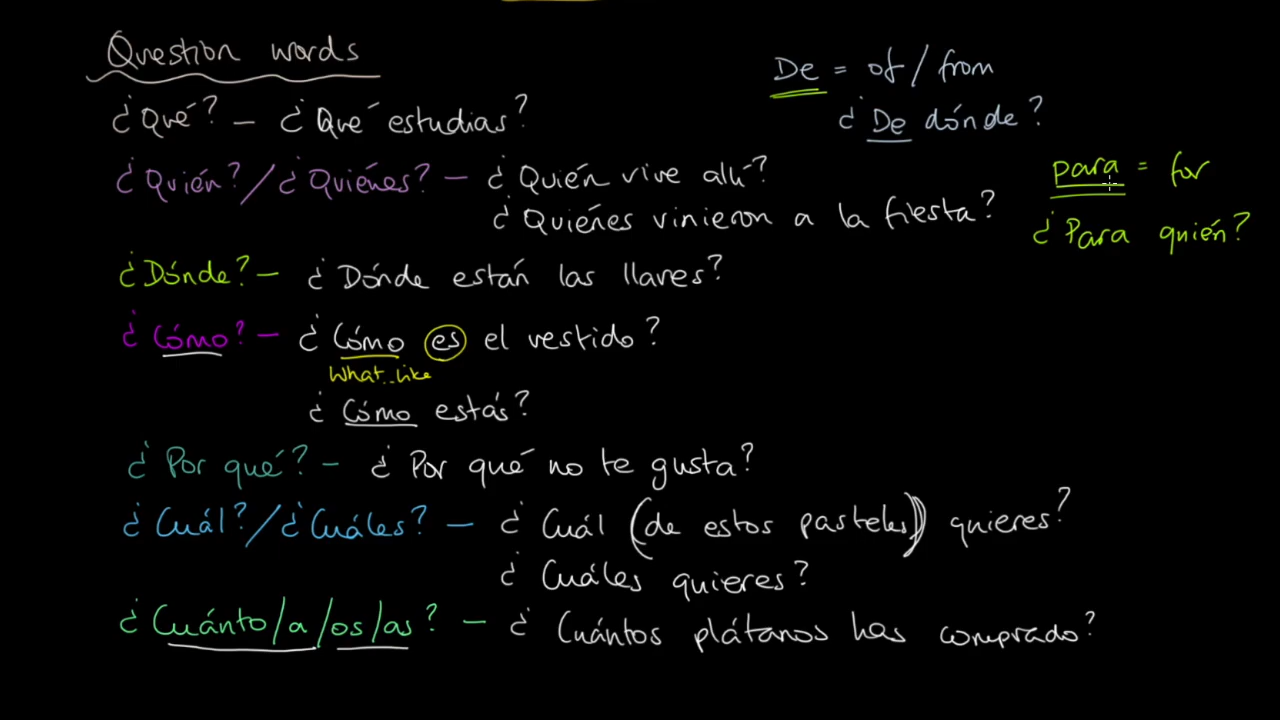 Question words
¿Qué? – ¿Qué estudias?
¿Quién? / ¿Quiénes? – ¿Quién vive allí?
¿Quiénes vinieron a la fiesta?
¿Dónde? – ¿Dónde están las llaves?
¿Cómo? – ¿Cómo es el vestido?
What..like
¿Cómo estás?
¿Por qué? – ¿Por qué no te gusta?
¿Cuál? / ¿Cuáles? – ¿Cuál (de estos pasteles) quieres?
¿Cuáles quieres?
¿Cuánto/a/os/as? – ¿Cuántos plátanos has comprado?
De = of / from
¿De dónde?
para = for
¿Para quién?